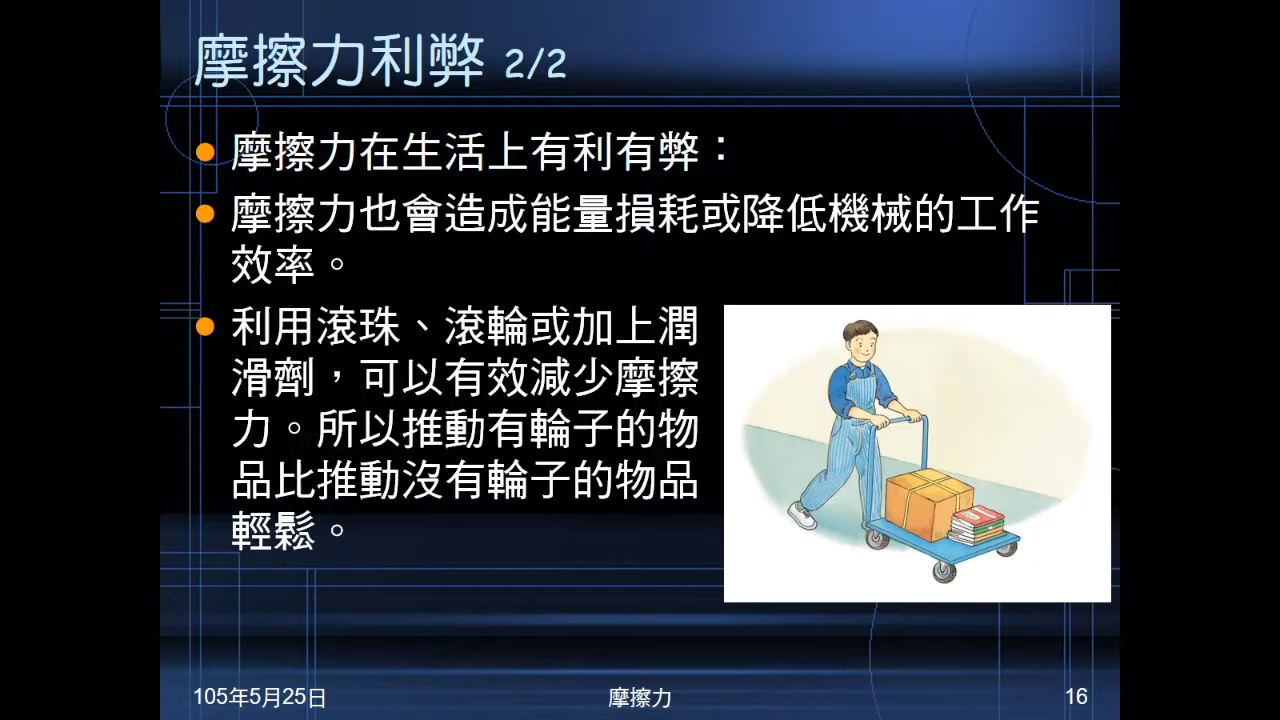 摩擦力利弊 2/2
摩擦力在生活上有利有弊：
摩擦力也會造成能量損耗或降低機械的工作
效率。
利用滾珠、滾輪或加上潤
滑劑，可以有效減少摩擦
力。所以推動有輪子的物
品比推動沒有輪子的物品
輕鬆。
105年5月25日
摩擦力
16